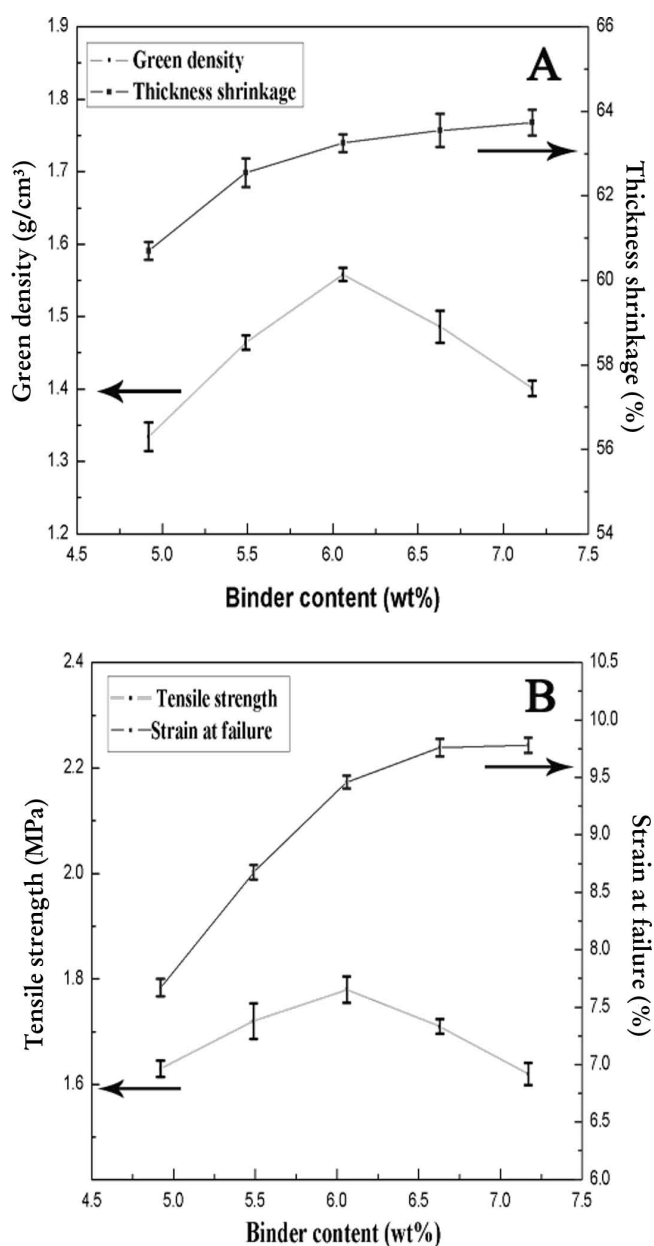 A
Green density
Thickness shrinkage
Green density (g/cm³)
1.9
1.8
1.7
1.6
1.5
1.4
1.3
1.2
66
64
62
60
58
56
54
Thickness shrinkage (%)
4.5 5.0 5.5 6.0 6.5 7.0 7.5
Binder content (wt%)
B
Tensile strength
Strain at failure
Tensile strength (MPa)
2.4
2.2
2.0
1.8
1.6
10.5
10.0
9.5
9.0
8.5
8.0
7.5
7.0
6.5
6.0
Strain at failure (%)
4.5 5.0 5.5 6.0 6.5 7.0 7.5
Binder content (wt%)